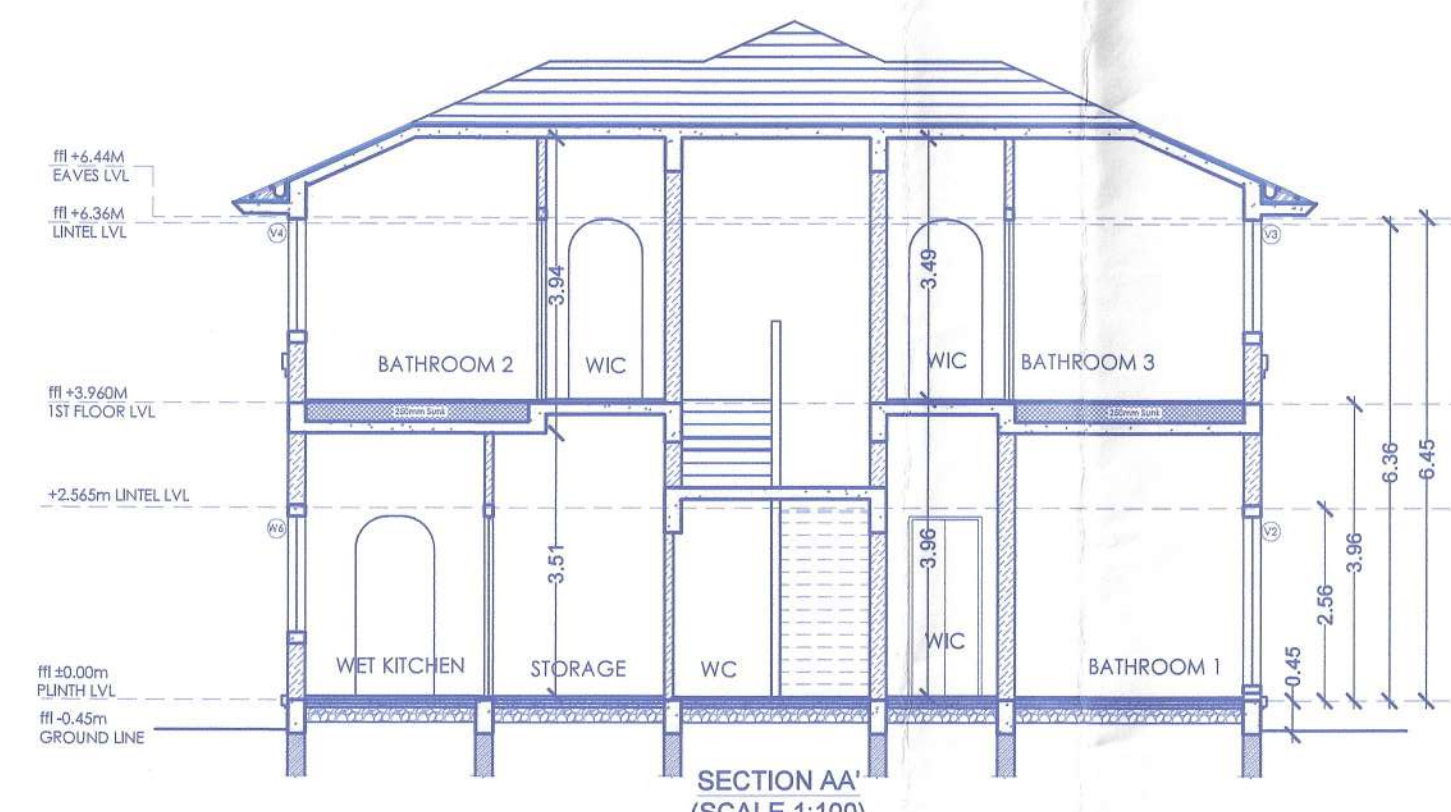 ffl +6.44M
EAVES LVL
ffl +6.36M
LINTEL LVL
V4
V3
3.94
3.49
BATHROOM 2
WIC
WIC
BATHROOM 3
ffl +3.960M
1ST FLOOR LVL
250mm Sunk
250mm Sunk
6.36
6.45
+2.565m LINTEL LVL
W6
V2
3.51
3.96
2.56
3.96
WET KITCHEN
STORAGE
WC
WIC
BATHROOM 1
0.45
ffl ±0.00m
PLINTH LVL
ffl -0.45m
GROUND LINE
SECTION AA'
(SCALE 1:100)